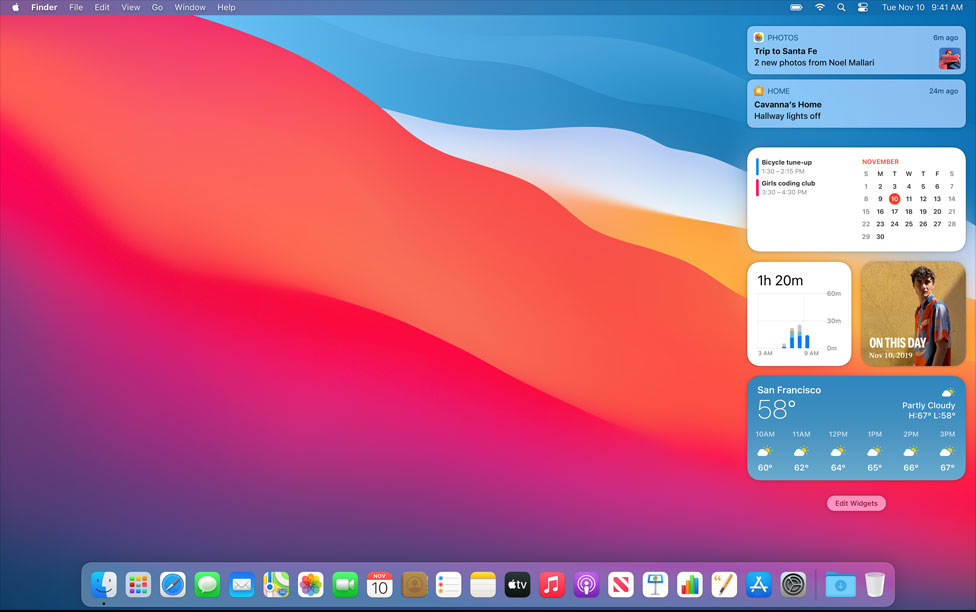 Finder File Edit View Go Window Help Tue Nov 10 9:41 AM
PHOTOS 6m ago
Trip to Santa Fe
2 new photos from Noel Mallari
HOME 24m ago
Cavanna's Home
Hallway lights off
Bicycle tune-up
1:30 – 2:15 PM
Girls coding club
3:30 – 4:30 PM
NOVEMBER
S M T W T F S
1 2 3 4 5 6 7
8 9 10 11 12 13 14
15 16 17 18 19 20 21
22 23 24 25 26 27 28
29 30
1h 20m
60m
30m
0m
3 AM 9 AM
ON THIS DAY
Nov 10, 2019
San Francisco
58°
Partly Cloudy
H:67° L:58°
10AM 11AM 12PM 1PM 2PM 3PM
60° 62° 64° 65° 66° 67°
Edit Widgets
NOV
10
tv